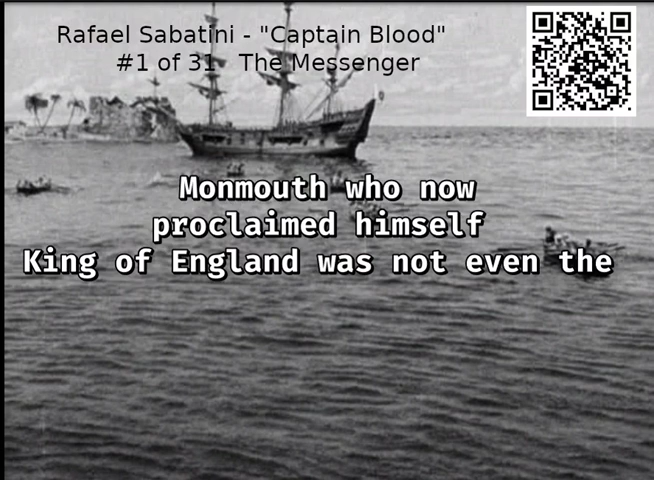 Rafael Sabatini - "Captain Blood"
#1 of 31 The Messenger
Monmouth who now
proclaimed himself
King of England was not even the